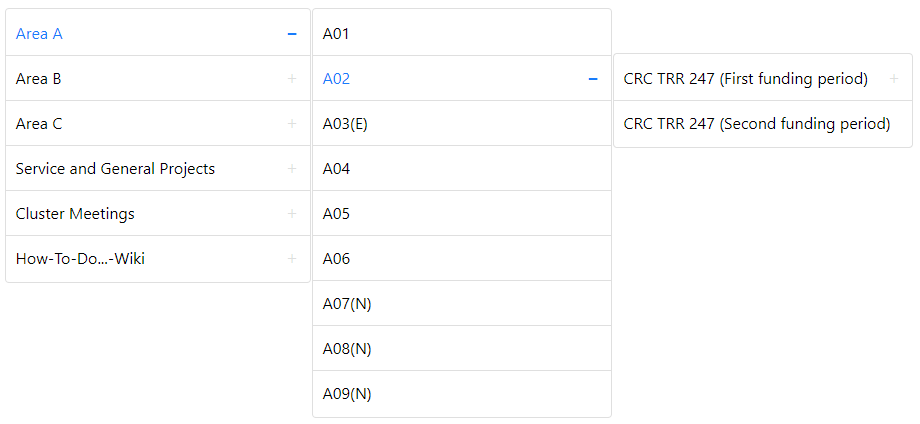 Area A
Area B
Area C
Service and General Projects
Cluster Meetings
How-To-Do...-Wiki
A01
A02
A03(E)
A04
A05
A06
A07(N)
A08(N)
A09(N)
CRC TRR 247 (First funding period)
CRC TRR 247 (Second funding period)